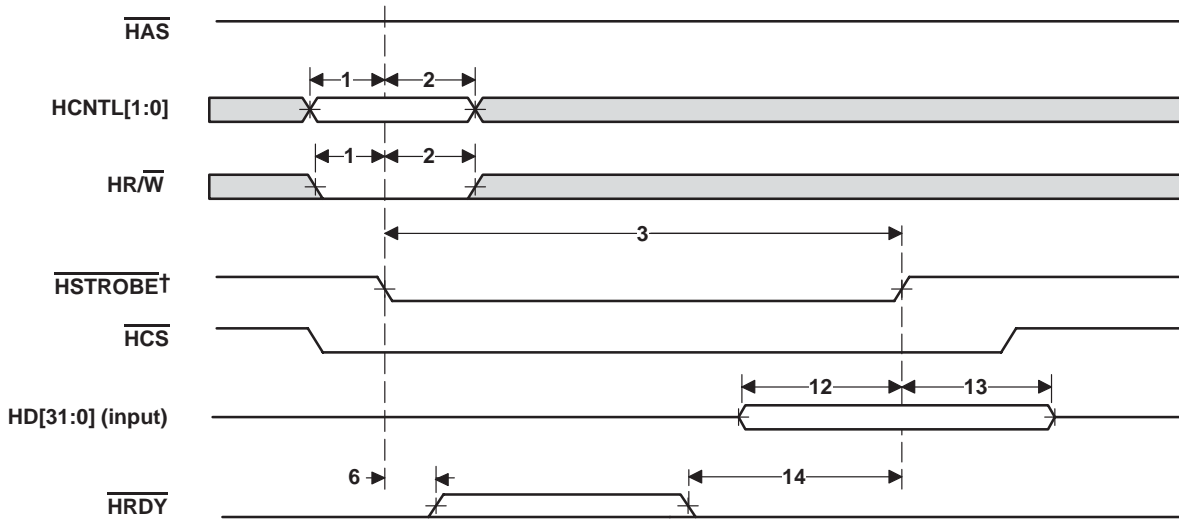 HAS
1 2
HCNTL[1:0]
1 2
HR/W
3
HSTROBE†
HCS
12 13
HD[31:0] (input)
6 14
HRDY